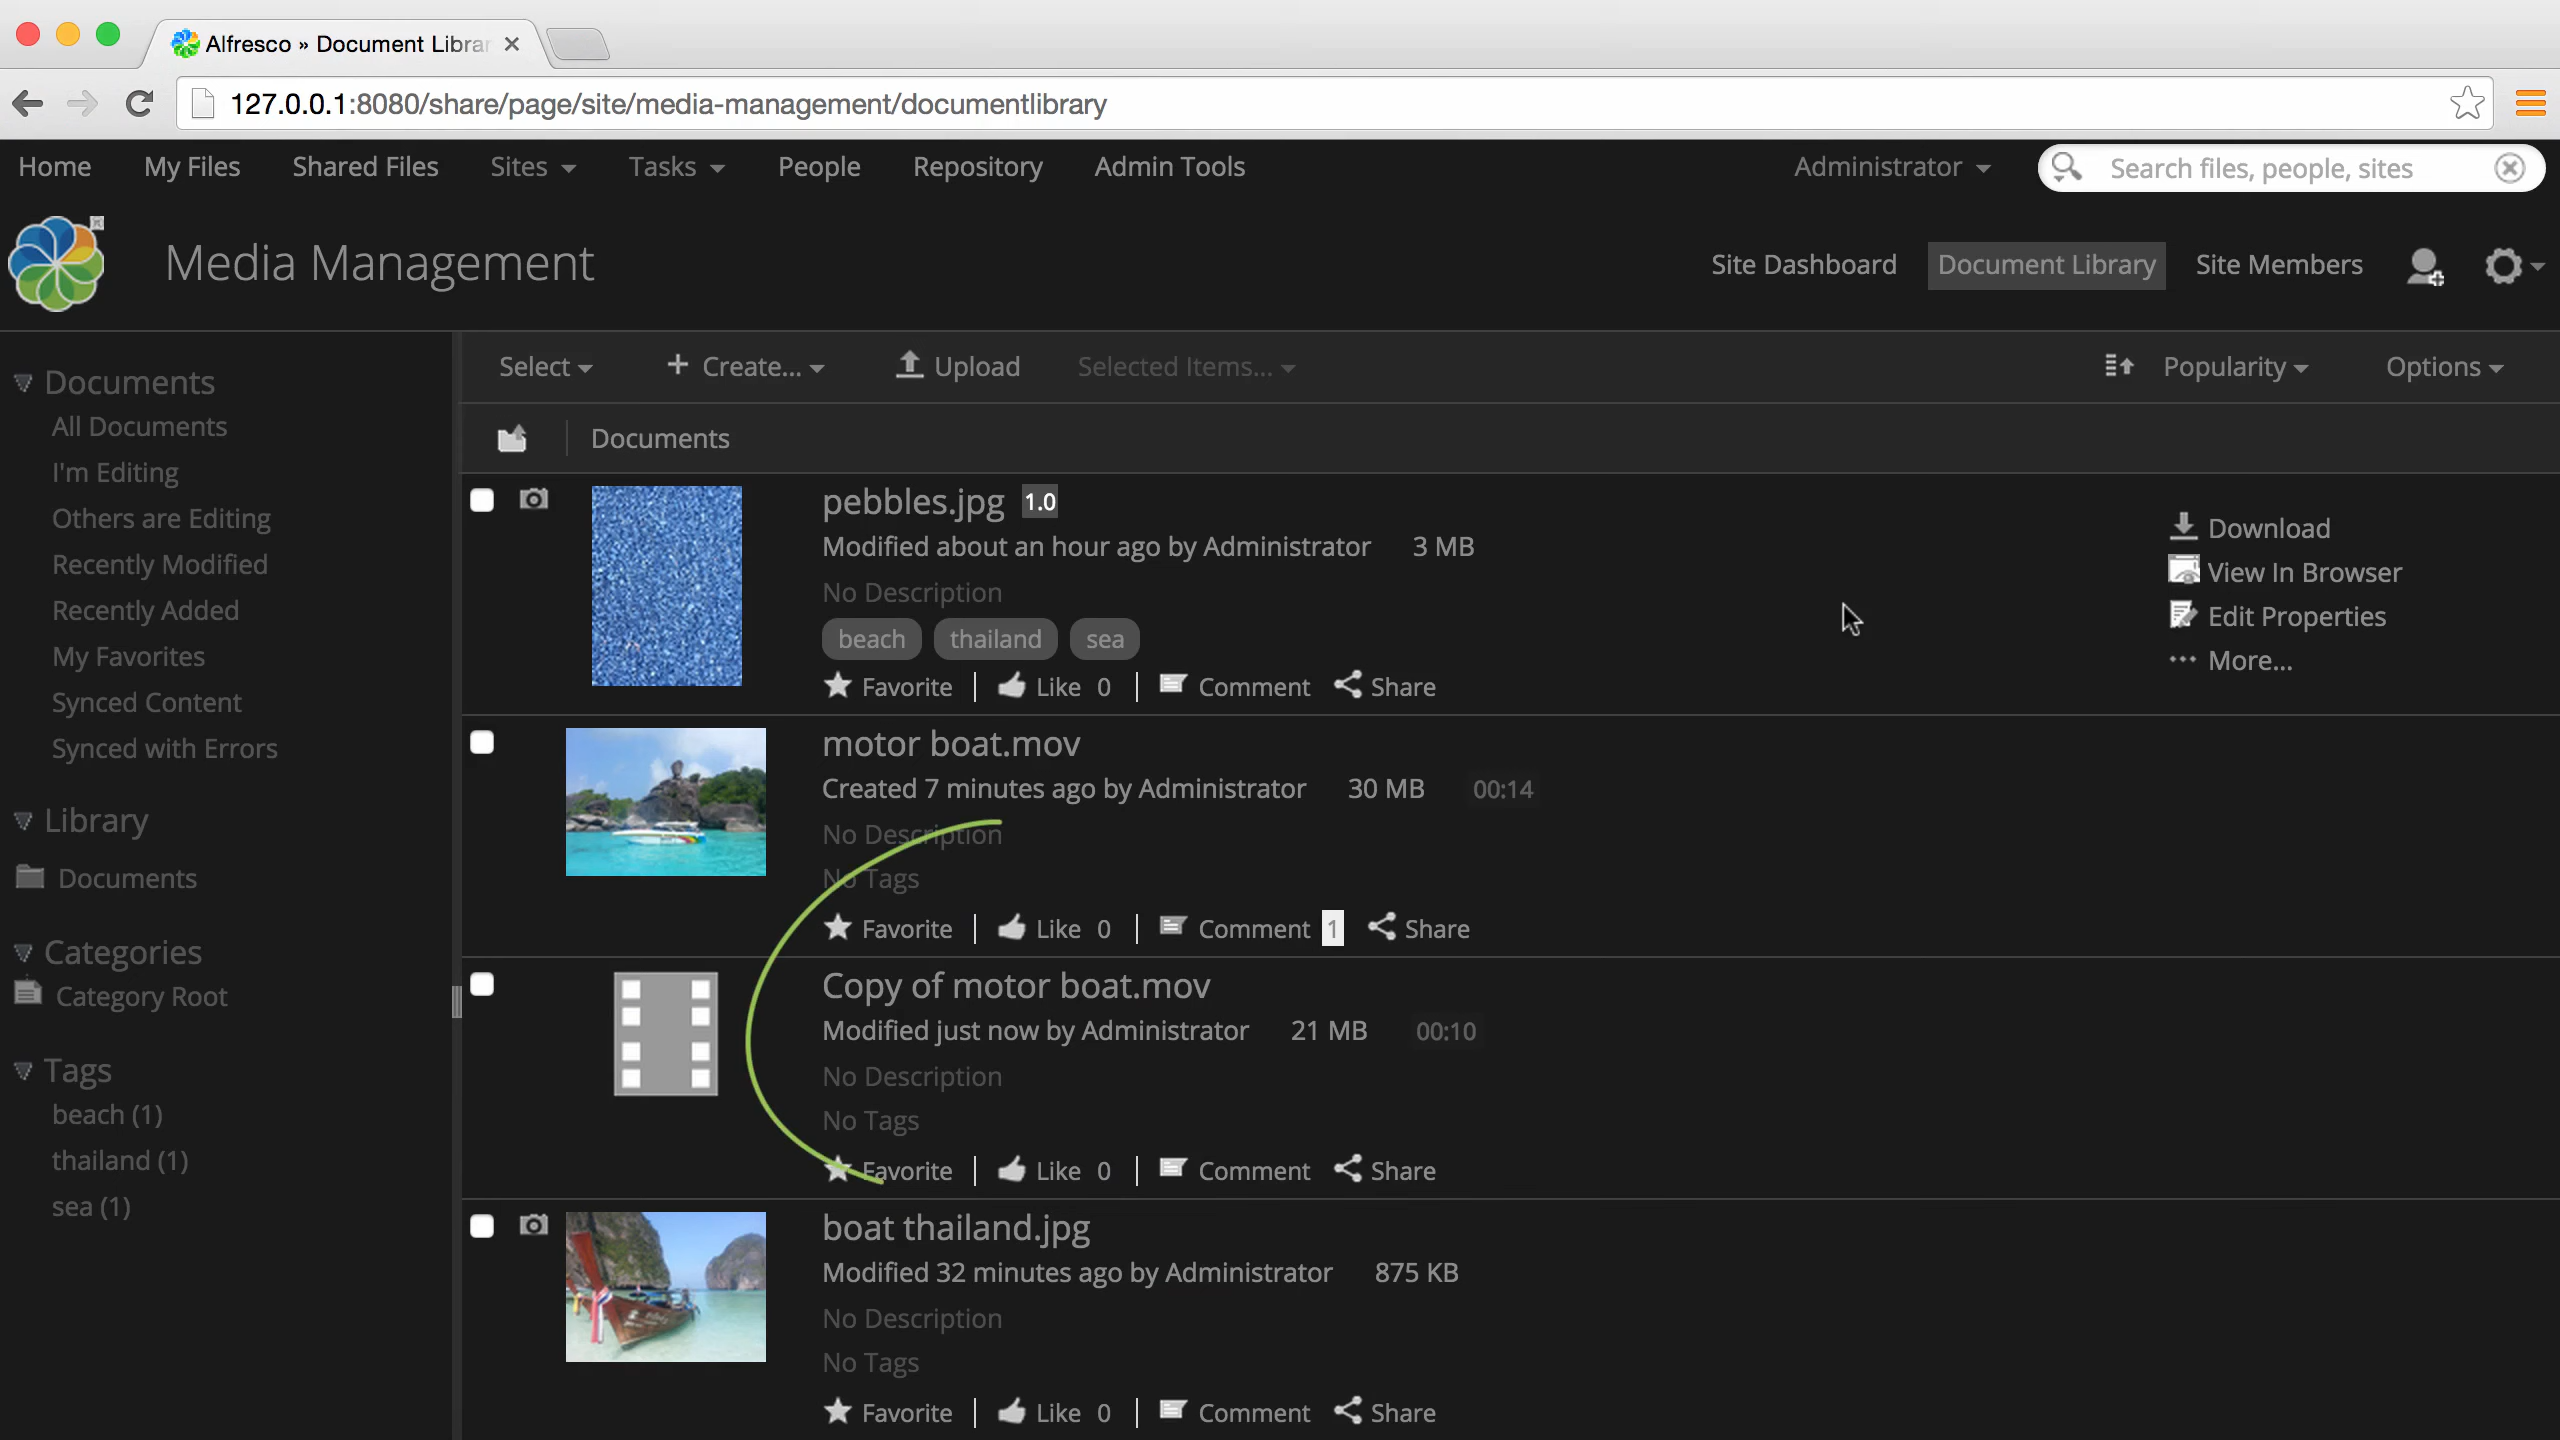 Alfresco » Document Librar
127.0.0.1:8080/share/page/site/media-management/documentlibrary
Home My Files Shared Files Sites Tasks People Repository Admin Tools Administrator Search files, people, sites
Media Management Site Dashboard Document Library Site Members
Select Create... Upload Selected Items... Popularity Options
Documents
Documents
All Documents
I'm Editing
Others are Editing
Recently Modified
Recently Added
My Favorites
Synced Content
Synced with Errors
Library
Documents
Categories
Category Root
Tags
beach (1)
thailand (1)
sea (1)
pebbles.jpg 1.0
Modified about an hour ago by Administrator 3 MB
No Description
beach thailand sea
Favorite Like 0 Comment Share
Download
View In Browser
Edit Properties
More...
motor boat.mov
Created 7 minutes ago by Administrator 30 MB 00:14
No Description
No Tags
Favorite Like 0 Comment 1 Share
Copy of motor boat.mov
Modified just now by Administrator 21 MB 00:10
No Description
No Tags
Favorite Like 0 Comment Share
boat thailand.jpg
Modified 32 minutes ago by Administrator 875 KB
No Description
No Tags
Favorite Like 0 Comment Share